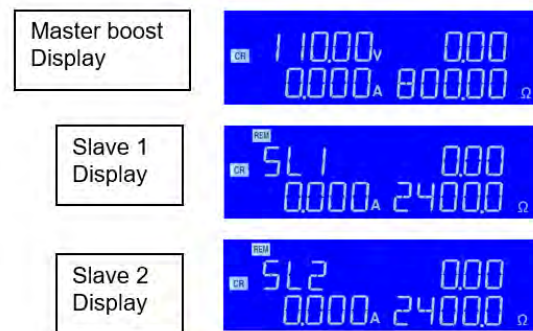 Master boost
Display
CR 110.00V 0.00
0.000A 800.00 Ω
Slave 1
Display
REM
CR SL1 0.00
0.000A 2400.0 Ω
Slave 2
Display
REM
CR SL2 0.00
0.000A 2400.0 Ω